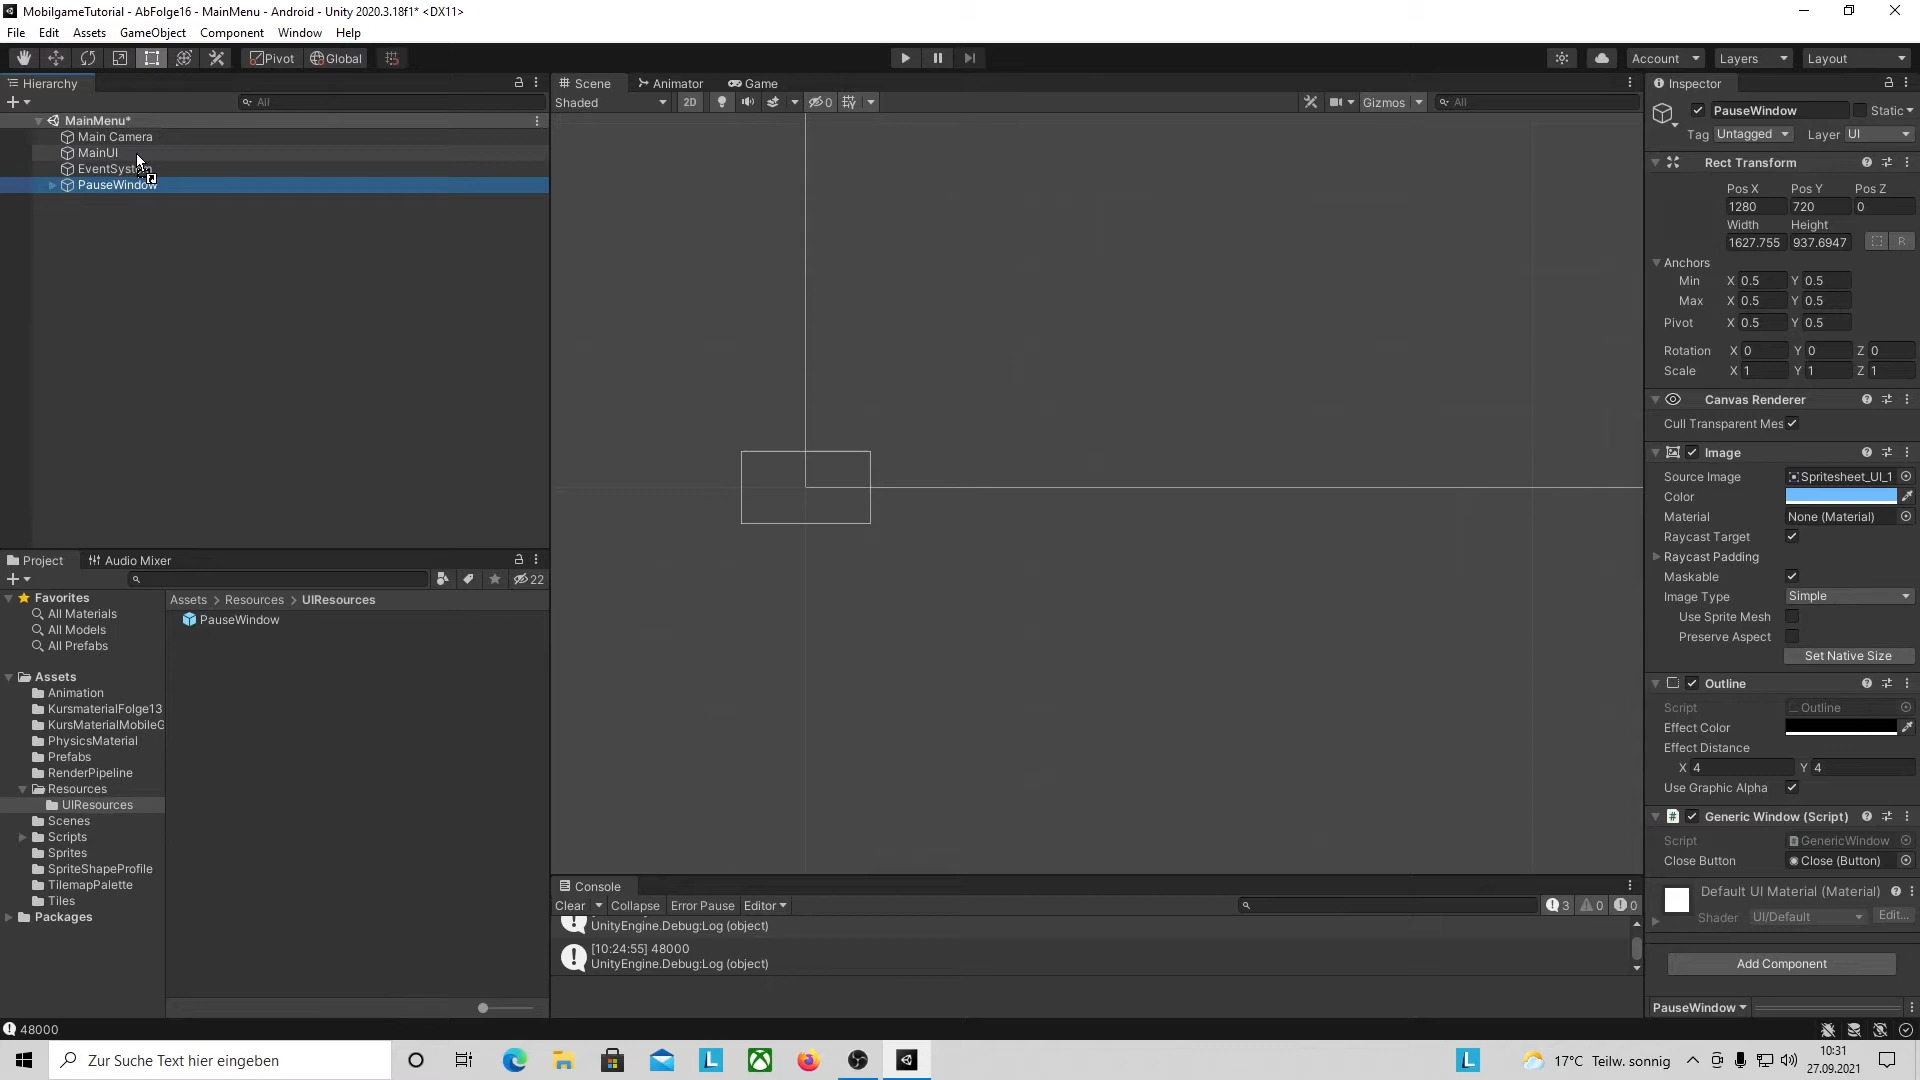 MobilgameTutorial - AbFolge16 - MainMenu - Android - Unity 2020.3.18f1* <DX11>
File Edit Assets GameObject Component Window Help
Pivot Global Account Layers Layout
Hierarchy
All
MainMenu*
Main Camera
MainUI
EventSystem
PauseWindow
Scene Animator Game
Shaded 2D 0 Gizmos All
Inspector
PauseWindow Static
Tag Untagged Layer UI
Rect Transform
Pos X Pos Y Pos Z
1280 720 0
Width Height
1627.755 937.6947 R
Anchors
Min X 0.5 Y 0.5
Max X 0.5 Y 0.5
Pivot X 0.5 Y 0.5
Rotation X 0 Y 0 Z 0
Scale X 1 Y 1 Z 1
Canvas Renderer
Cull Transparent Mes
Image
Source Image Spritesheet_UI_1
Color
Material None (Material)
Raycast Target
Raycast Padding
Maskable
Image Type Simple
Use Sprite Mesh
Preserve Aspect
Set Native Size
Outline
Script Outline
Effect Color
Effect Distance
X 4 Y 4
Use Graphic Alpha
Generic Window (Script)
Script GenericWindow
Close Button Close (Button)
Default UI Material (Material)
Shader UI/Default Edit...
Add Component
PauseWindow
Project Audio Mixer
22
Favorites
All Materials
All Models
All Prefabs
Assets
Animation
KursmaterialFolge13
KursMaterialMobileG
PhysicsMaterial
Prefabs
RenderPipeline
Resources
UIResources
Scenes
Scripts
Sprites
SpriteShapeProfile
TilemapPalette
Tiles
Packages
Assets > Resources > UIResources
PauseWindow
Console
Clear Collapse Error Pause Editor 3 0 0
UnityEngine.Debug:Log (object)
[10:24:55] 48000
UnityEngine.Debug:Log (object)
48000
Zur Suche Text hier eingeben
L
L
17°C Teilw. sonnig
10:31
27.09.2021